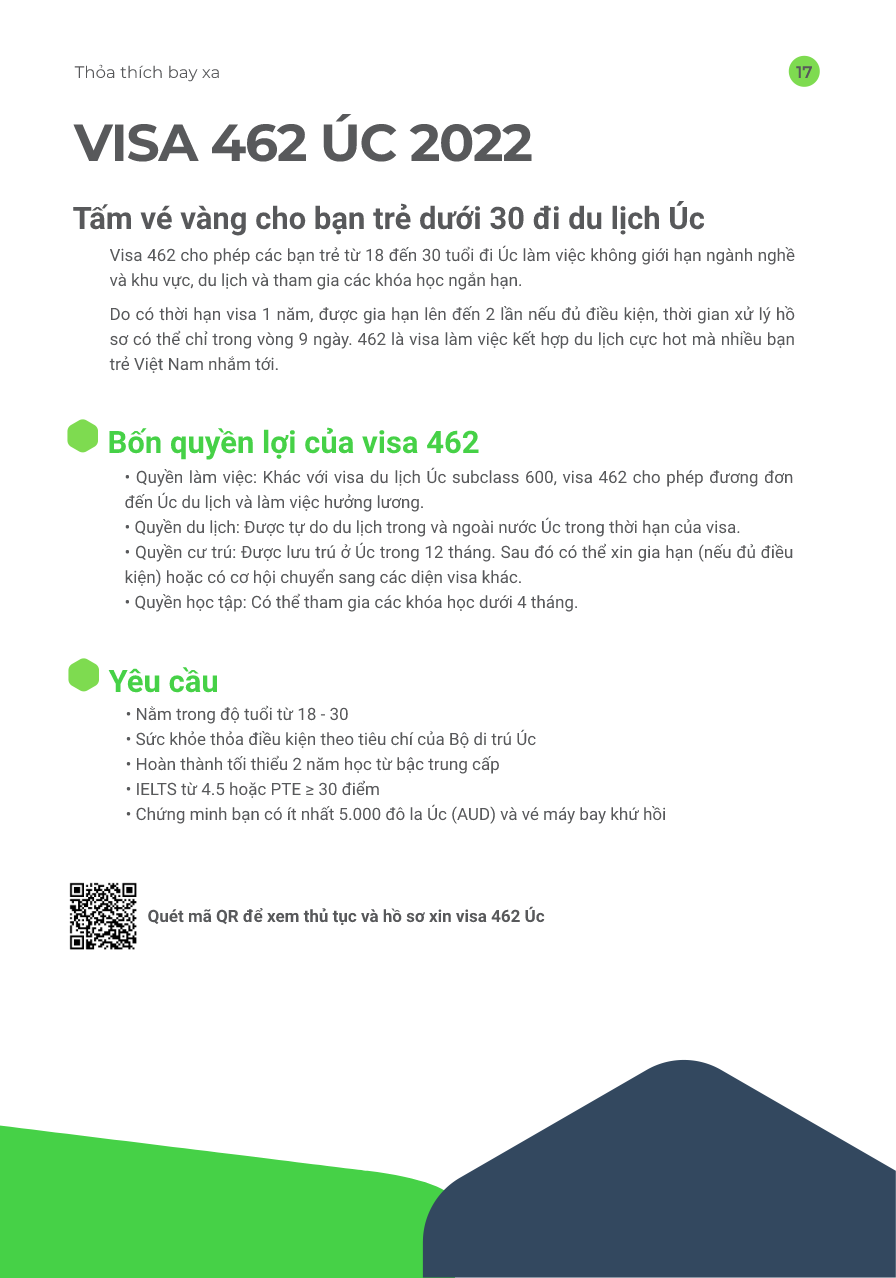 Thỏa thích bay xa
17
VISA 462 ÚC 2022
Tấm vé vàng cho bạn trẻ dưới 30 đi du lịch Úc
Visa 462 cho phép các bạn trẻ từ 18 đến 30 tuổi đi Úc làm việc không giới hạn ngành nghề
và khu vực, du lịch và tham gia các khóa học ngắn hạn.
Do có thời hạn visa 1 năm, được gia hạn lên đến 2 lần nếu đủ điều kiện, thời gian xử lý hồ
sơ có thể chỉ trong vòng 9 ngày. 462 là visa làm việc kết hợp du lịch cực hot mà nhiều bạn
trẻ Việt Nam nhắm tới.
Bốn quyền lợi của visa 462
• Quyền làm việc: Khác với visa du lịch Úc subclass 600, visa 462 cho phép đương đơn
đến Úc du lịch và làm việc hưởng lương.
• Quyền du lịch: Được tự do du lịch trong và ngoài nước Úc trong thời hạn của visa.
• Quyền cư trú: Được lưu trú ở Úc trong 12 tháng. Sau đó có thể xin gia hạn (nếu đủ điều
kiện) hoặc có cơ hội chuyển sang các diện visa khác.
• Quyền học tập: Có thể tham gia các khóa học dưới 4 tháng.
Yêu cầu
• Nằm trong độ tuổi từ 18 - 30
• Sức khỏe thỏa điều kiện theo tiêu chí của Bộ di trú Úc
• Hoàn thành tối thiểu 2 năm học từ bậc trung cấp
• IELTS từ 4.5 hoặc PTE ≥ 30 điểm
• Chứng minh bạn có ít nhất 5.000 đô la Úc (AUD) và vé máy bay khứ hồi
Quét mã QR để xem thủ tục và hồ sơ xin visa 462 Úc